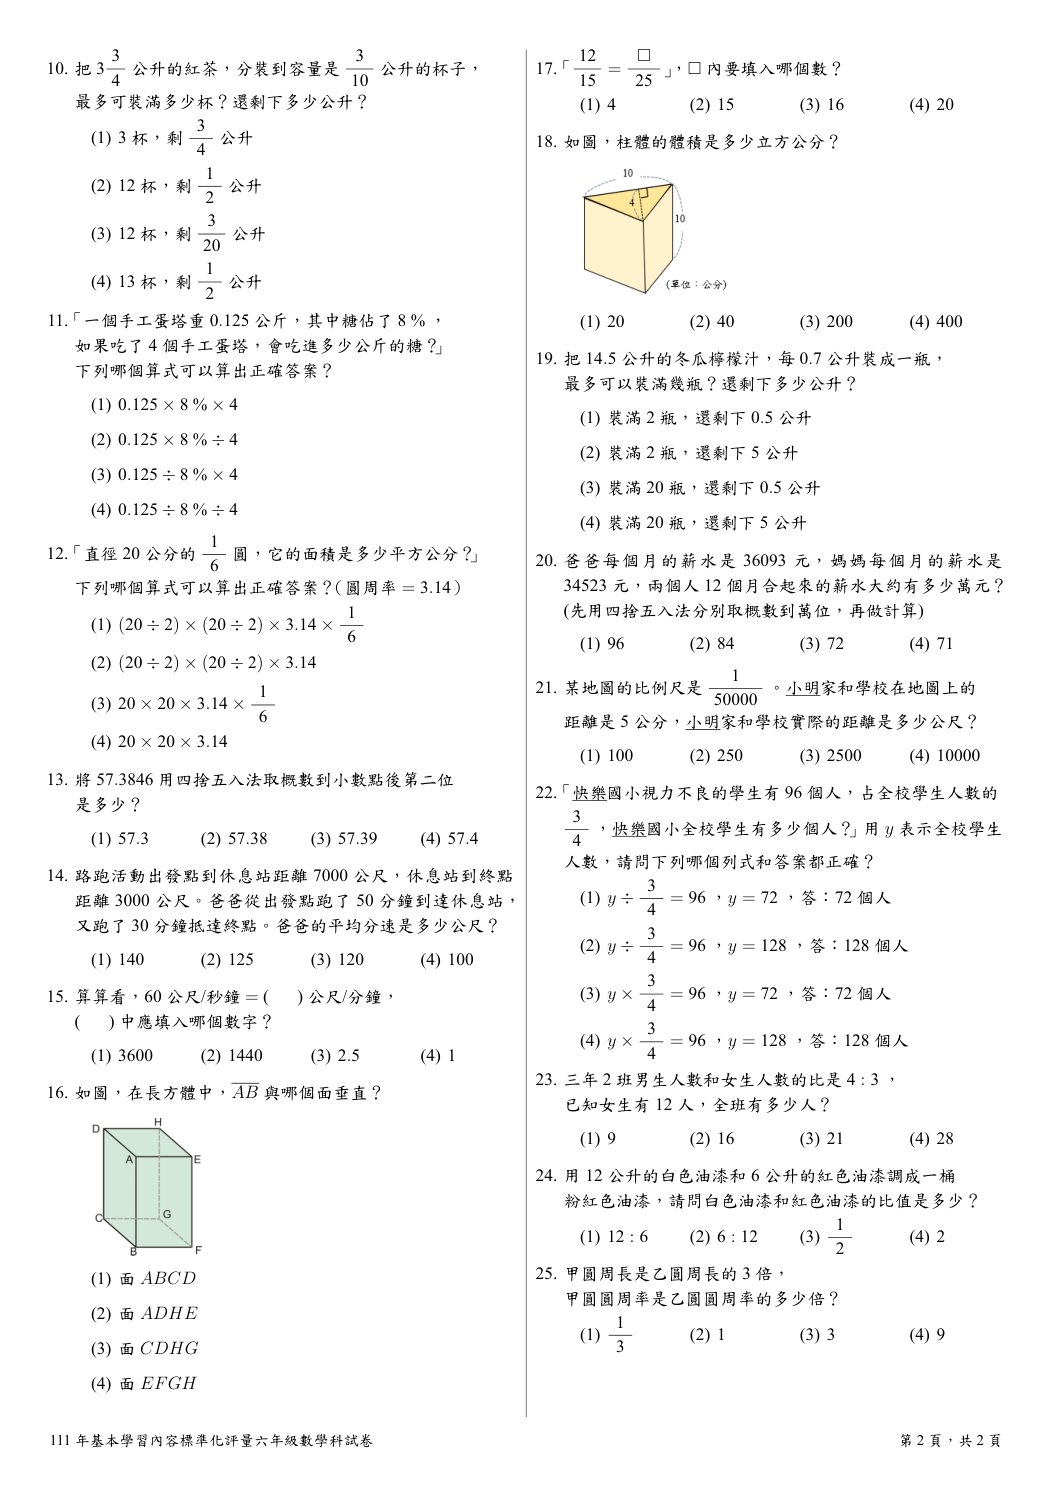 10. 把 3 3/4 公升的紅茶，分裝到容量是 3/10 公升的杯子，
最多可裝滿多少杯？還剩下多少公升？
(1) 3 杯，剩 3/4 公升
(2) 12 杯，剩 1/2 公升
(3) 12 杯，剩 3/20 公升
(4) 13 杯，剩 1/2 公升
11.「一個手工蛋塔重 0.125 公斤，其中糖佔了 8 % ，
如果吃了 4 個手工蛋塔，會吃進多少公斤的糖？」
下列哪個算式可以算出正確答案？
(1) 0.125 × 8 % × 4
(2) 0.125 × 8 % ÷ 4
(3) 0.125 ÷ 8 % × 4
(4) 0.125 ÷ 8 % ÷ 4
12.「直徑 20 公分的 1/6 圓，它的面積是多少平方公分？」
下列哪個算式可以算出正確答案？( 圓周率 = 3.14 )
(1) (20 ÷ 2) × (20 ÷ 2) × 3.14 × 1/6
(2) (20 ÷ 2) × (20 ÷ 2) × 3.14
(3) 20 × 20 × 3.14 × 1/6
(4) 20 × 20 × 3.14
13. 將 57.3846 用四捨五入法取概數到小數點後第二位
是多少？
(1) 57.3 (2) 57.38 (3) 57.39 (4) 57.4
14. 路跑活動出發點到休息站距離 7000 公尺，休息站到終點
距離 3000 公尺。爸爸從出發點跑了 50 分鐘到達休息站，
又跑了 30 分鐘抵達終點。爸爸的平均分速是多少公尺？
(1) 140 (2) 125 (3) 120 (4) 100
15. 算算看，60 公尺/秒鐘 = ( ) 公尺/分鐘，
( ) 中應填入哪個數字？
(1) 3600 (2) 1440 (3) 2.5 (4) 1
16. 如圖，在長方體中，A̅B̅ 與哪個面垂直？
D H
A E
C G
B F
(1) 面 ABCD
(2) 面 ADHE
(3) 面 CDHG
(4) 面 EFGH
17.「 12/15 = □/25 」，□ 內要填入哪個數？
(1) 4 (2) 15 (3) 16 (4) 20
18. 如圖，柱體的體積是多少立方公分？
10
4
10
(單位：公分)
(1) 20 (2) 40 (3) 200 (4) 400
19. 把 14.5 公升的冬瓜檸檬汁，每 0.7 公升裝成一瓶，
最多可以裝滿幾瓶？還剩下多少公升？
(1) 裝滿 2 瓶，還剩下 0.5 公升
(2) 裝滿 2 瓶，還剩下 5 公升
(3) 裝滿 20 瓶，還剩下 0.5 公升
(4) 裝滿 20 瓶，還剩下 5 公升
20. 爸爸每個月的薪水是 36093 元，媽媽每個月的薪水是
34523 元，兩個人 12 個月合起來的薪水大約有多少萬元？
(先用四捨五入法分別取概數到萬位，再做計算)
(1) 96 (2) 84 (3) 72 (4) 71
21. 某地圖的比例尺是 1/50000 。小明家和學校在地圖上的
距離是 5 公分，小明家和學校實際的距離是多少公尺？
(1) 100 (2) 250 (3) 2500 (4) 10000
22.「快樂國小視力不良的學生有 96 個人，占全校學生人數的
3/4 ，快樂國小全校學生有多少個人？」用 y 表示全校學生
人數，請問下列哪個列式和答案都正確？
(1) y ÷ 3/4 = 96 ，y = 72 ，答：72 個人
(2) y ÷ 3/4 = 96 ，y = 128 ，答：128 個人
(3) y × 3/4 = 96 ，y = 72 ，答：72 個人
(4) y × 3/4 = 96 ，y = 128 ，答：128 個人
23. 三年 2 班男生人數和女生人數的比是 4 : 3 ，
已知女生有 12 人，全班有多少人？
(1) 9 (2) 16 (3) 21 (4) 28
24. 用 12 公升的白色油漆和 6 公升的紅色油漆調成一桶
粉紅色油漆，請問白色油漆和紅色油漆的比值是多少？
(1) 12 : 6 (2) 6 : 12 (3) 1/2 (4) 2
25. 甲圓周長是乙圓周長的 3 倍，
甲圓圓周率是乙圓圓周率的多少倍？
(1) 1/3 (2) 1 (3) 3 (4) 9
111 年基本學習內容標準化評量六年級數學科試卷
第 2 頁，共 2 頁